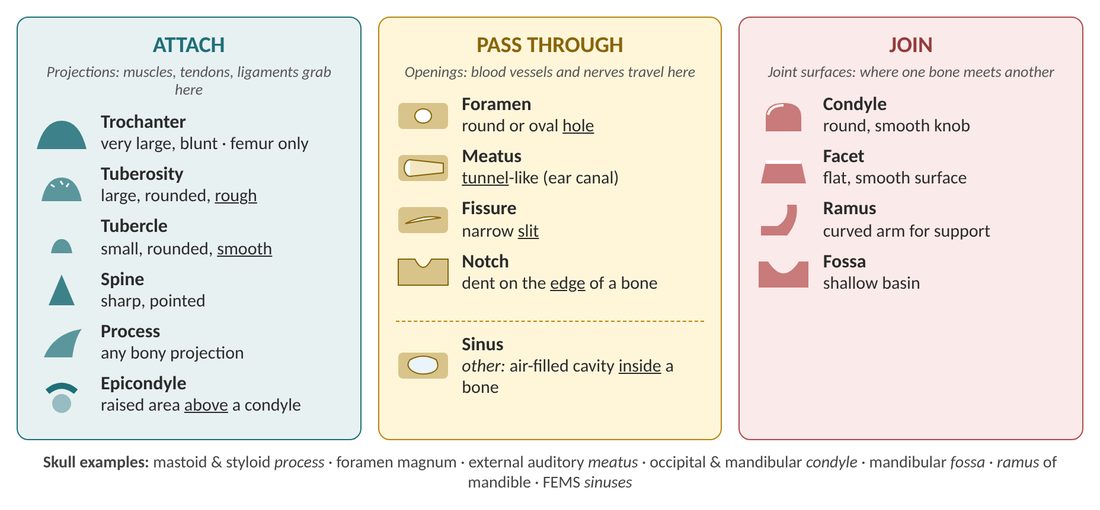 ATTACH
Projections: muscles, tendons, ligaments grab
here
Trochanter
very large, blunt · femur only
Tuberosity
large, rounded, rough
Tubercle
small, rounded, smooth
Spine
sharp, pointed
Process
any bony projection
Epicondyle
raised area above a condyle
PASS THROUGH
Openings: blood vessels and nerves travel here
Foramen
round or oval hole
Meatus
tunnel-like (ear canal)
Fissure
narrow slit
Notch
dent on the edge of a bone
Sinus
other: air-filled cavity inside a
bone
JOIN
Joint surfaces: where one bone meets another
Condyle
round, smooth knob
Facet
flat, smooth surface
Ramus
curved arm for support
Fossa
shallow basin
Skull examples: mastoid & styloid process · foramen magnum · external auditory meatus · occipital & mandibular condyle · mandibular fossa · ramus of
mandible · FEMS sinuses